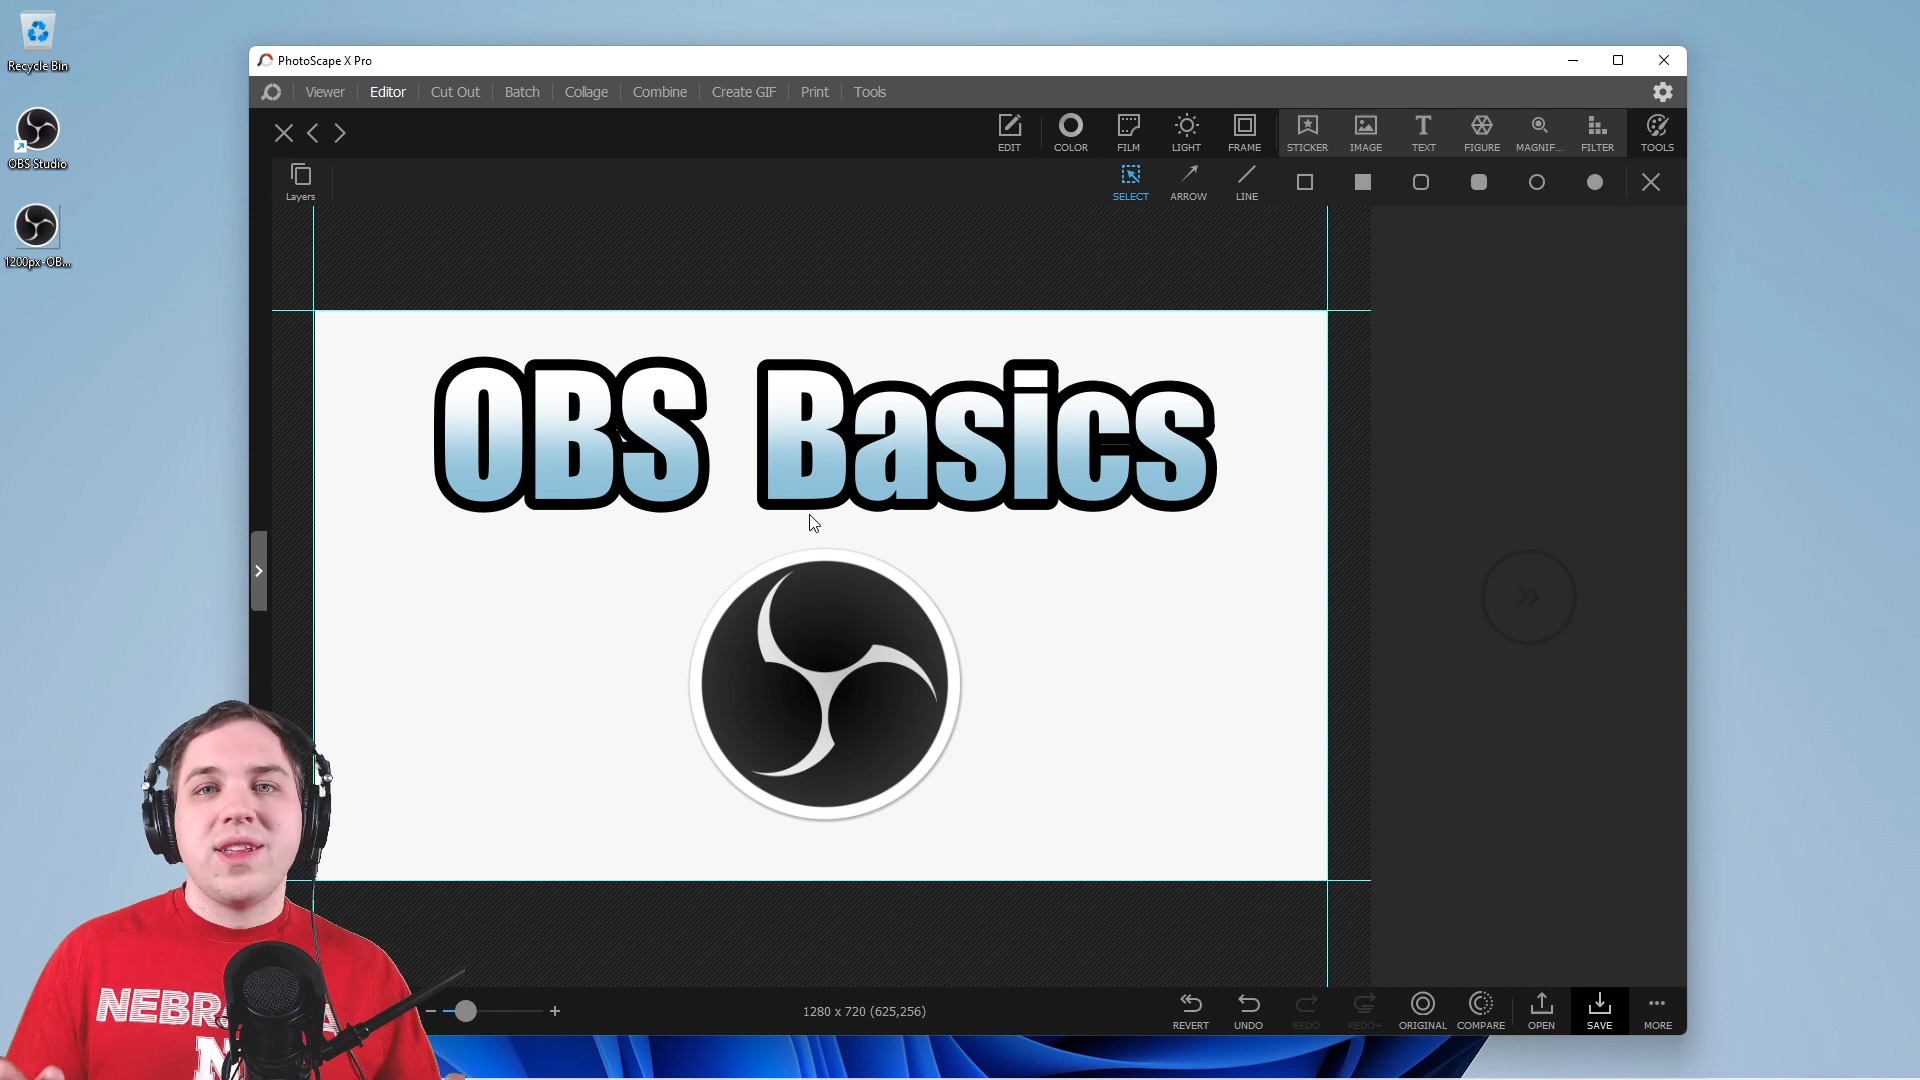 Recycle Bin
OBS Studio
1200px-OB...
PhotoScape X Pro
Viewer Editor Cut Out Batch Collage Combine Create GIF Print Tools
EDIT COLOR FILM LIGHT FRAME STICKER IMAGE TEXT FIGURE MAGNIF... FILTER TOOLS
Layers
SELECT ARROW LINE
OBS Basics
1280 x 720 (625,256)
REVERT UNDO REDO REDO+ ORIGINAL COMPARE OPEN SAVE MORE
N